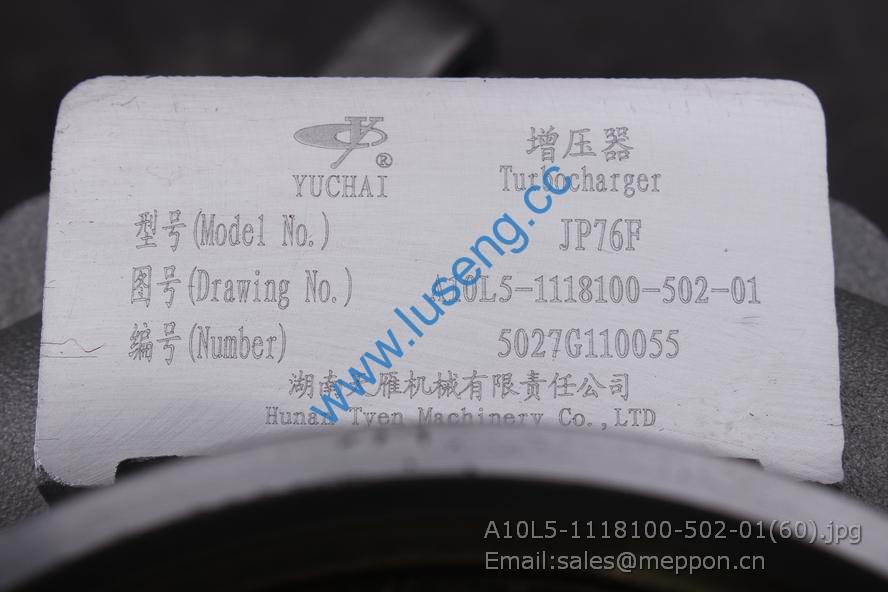 ® 增压器
YUCHAI Turbocharger
型号(Model No.) JP76F
图号(Drawing No.) A10L5-1118100-502-01
编号(Number) 5027G110055
湖南天雁机械有限责任公司
Hunan Tyen Machinery Co.,LTD
www.luseng.cc
A10L5-1118100-502-01(60).jpg
Email:sales@meppon.cn